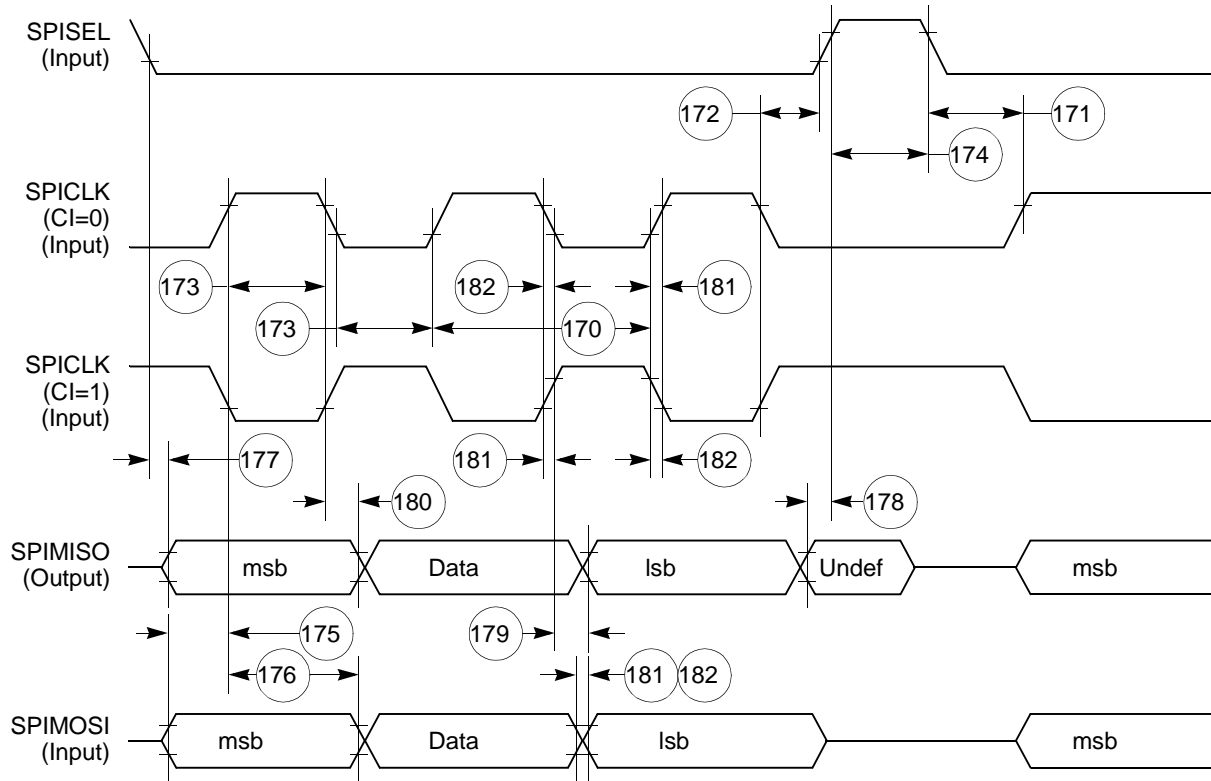 SPISEL
(Input)
172
171
174
SPICLK
(CI=0)
(Input)
173
182
181
173
170
SPICLK
(CI=1)
(Input)
177
181
182
180
178
SPIMISO
(Output)
msb
Data
lsb
Undef
msb
175
179
176
181
182
SPIMOSI
(Input)
msb
Data
lsb
msb